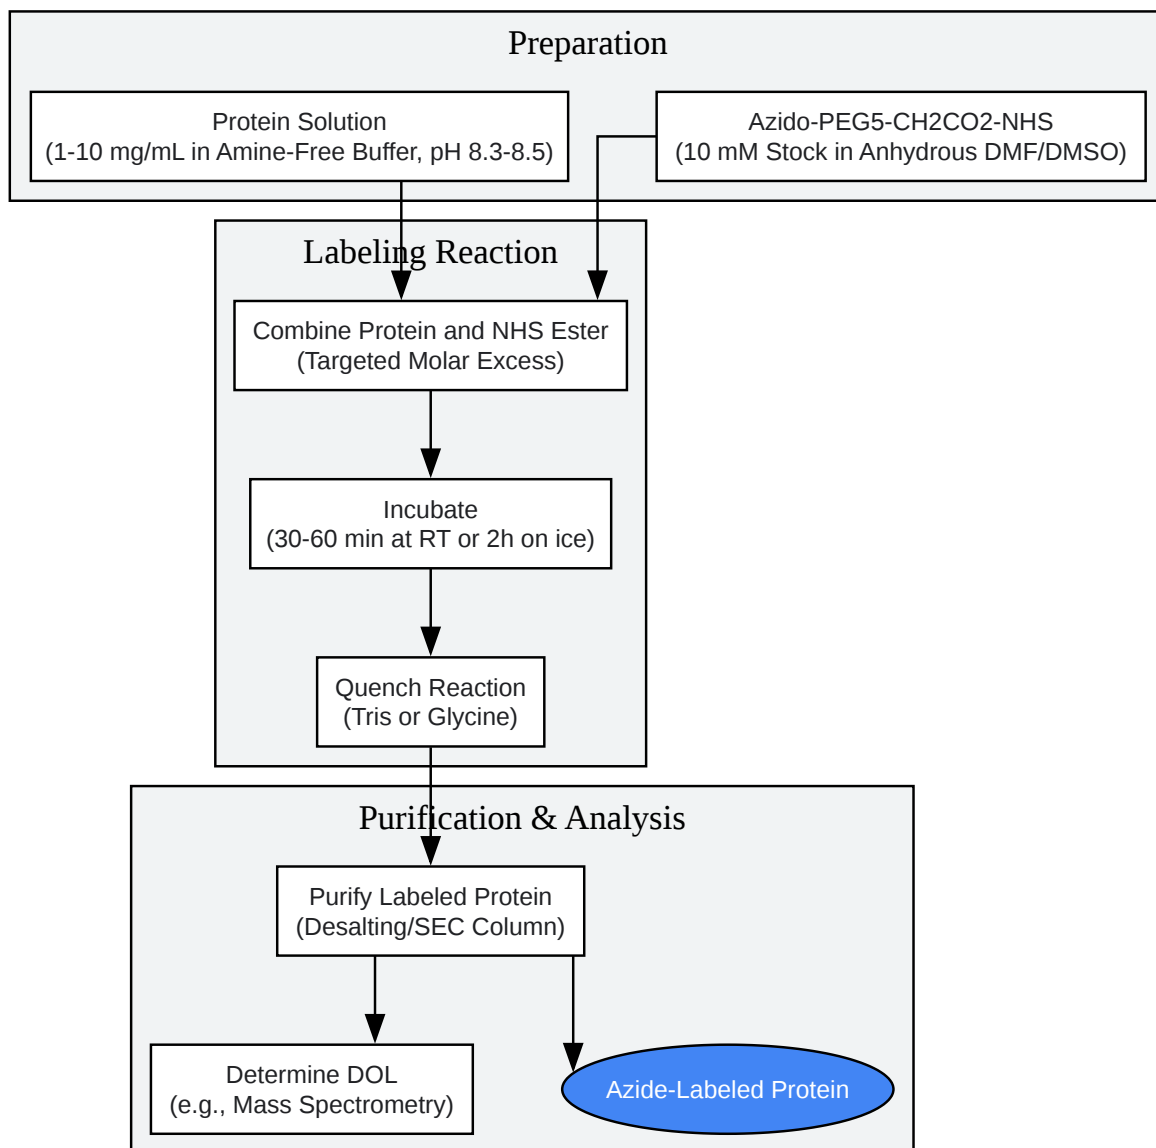 Preparation
Protein Solution
(1-10 mg/mL in Amine-Free Buffer, pH 8.3-8.5)
Azido-PEG5-CH2CO2-NHS
(10 mM Stock in Anhydrous DMF/DMSO)
Labeling Reaction
Combine Protein and NHS Ester
(Targeted Molar Excess)
Incubate
(30-60 min at RT or 2h on ice)
Quench Reaction
(Tris or Glycine)
Purification & Analysis
Purify Labeled Protein
(Desalting/SEC Column)
Determine DOL
(e.g., Mass Spectrometry)
Azide-Labeled Protein